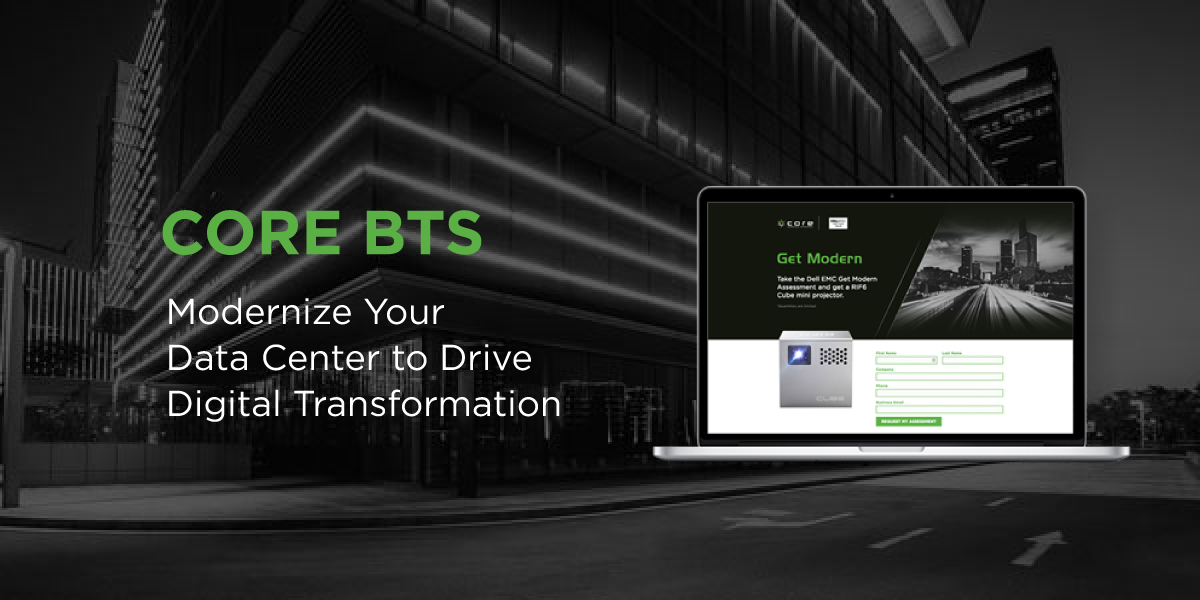 CORE BTS
Modernize Your
Data Center to Drive
Digital Transformation
core
Get Modern
Take the Dell EMC Get Modern
Assessment and get a RIF6
Cube mini projector.
First Name
Last Name
Company
Phone
Business Email
REQUEST MY ASSESSMENT
CUBE